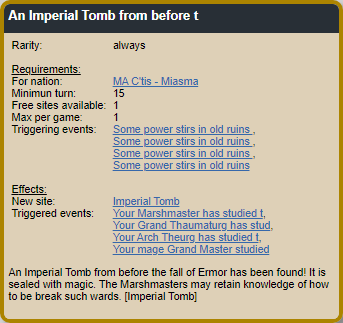 An Imperial Tomb from before t
Rarity: always
Requirements:
For nation: MA C'tis - Miasma
Minimun turn: 15
Free sites available: 1
Max per game: 1
Triggering events: Some power stirs in old ruins ,
Some power stirs in old ruins ,
Some power stirs in old ruins ,
Some power stirs in old ruins
Effects:
New site: Imperial Tomb
Triggered events: Your Marshmaster has studied t,
Your Grand Thaumaturg has stud,
Your Arch Theurg has studied t,
Your mage Grand Master studied
An Imperial Tomb from before the fall of Ermor has been found! It is
sealed with magic. The Marshmasters may retain knowledge of how
to be break such wards. [Imperial Tomb]